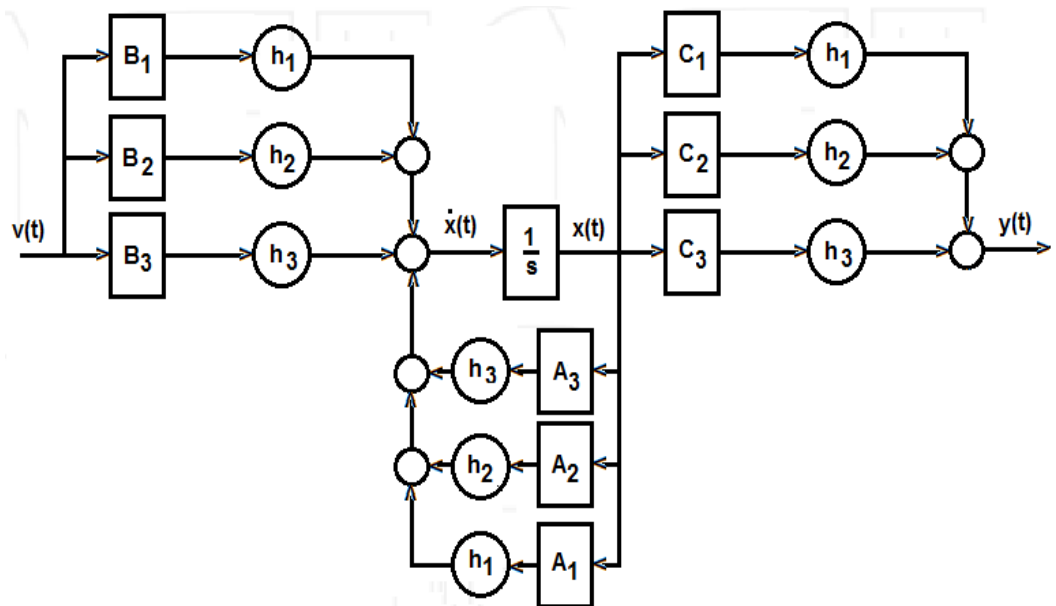 B1 h1 C1 h1
B2 h2 C2 h2
v(t) B3 h3 ẋ(t) 1/s x(t) C3 h3 y(t)
h3 A3
h2 A2
h1 A1